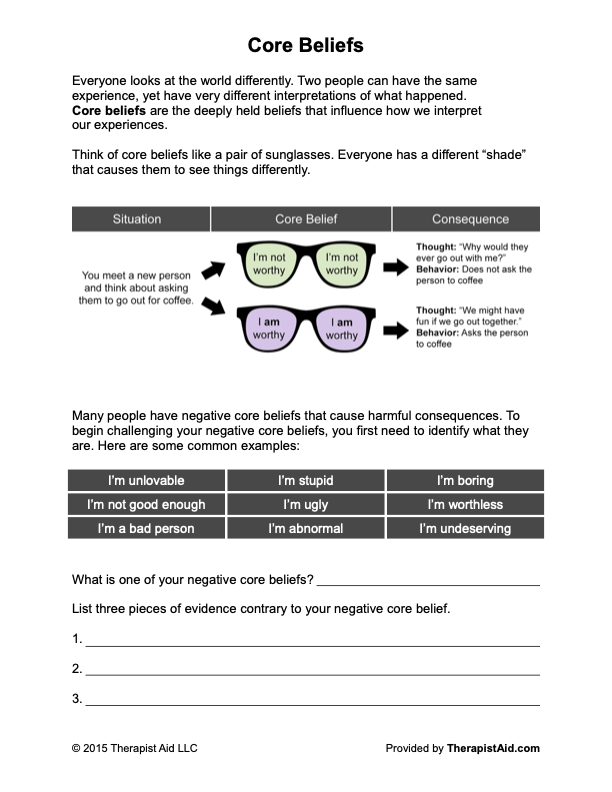 Core Beliefs
Everyone looks at the world differently. Two people can have the same
experience, yet have very different interpretations of what happened.
Core beliefs are the deeply held beliefs that influence how we interpret
our experiences.
Think of core beliefs like a pair of sunglasses. Everyone has a different “shade”
that causes them to see things differently.
Situation
Core Belief
Consequence
You meet a new person
and think about asking
them to go out for coffee.
I'm not
worthy
I'm not
worthy
Thought: “Why would they
ever go out with me?”
Behavior: Does not ask the
person to coffee
I am
worthy
I am
worthy
Thought: “We might have
fun if we go out together.”
Behavior: Asks the person
to coffee
Many people have negative core beliefs that cause harmful consequences. To
begin challenging your negative core beliefs, you first need to identify what they
are. Here are some common examples:
I’m unlovable
I’m stupid
I’m boring
I’m not good enough
I’m ugly
I’m worthless
I’m a bad person
I’m abnormal
I’m undeserving
What is one of your negative core beliefs?
List three pieces of evidence contrary to your negative core belief.
1.
2.
3.
© 2015 Therapist Aid LLC
Provided by TherapistAid.com